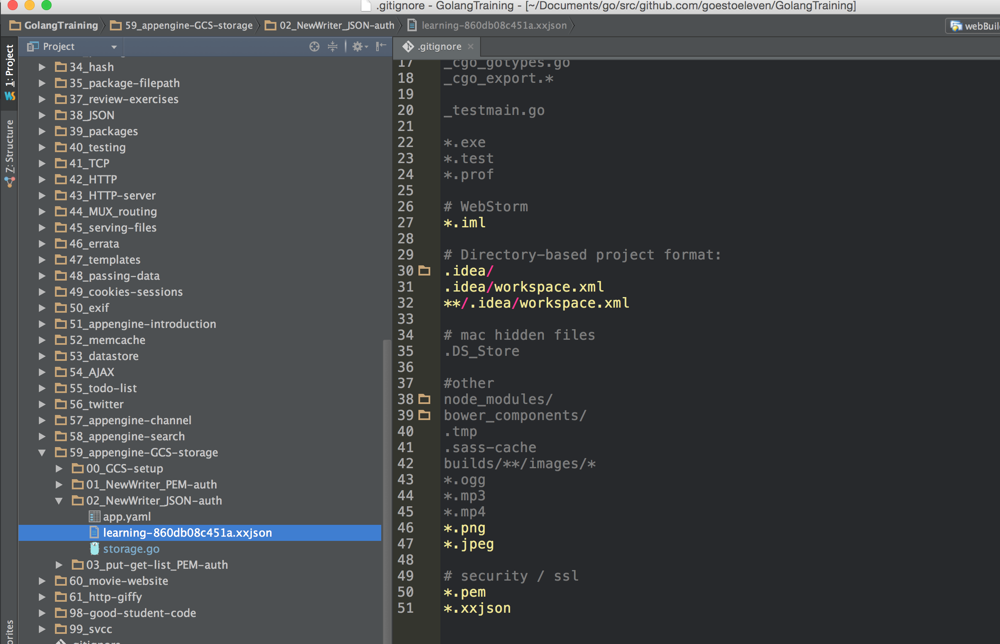 .gitignore - GolangTraining - [~/Documents/go/src/github.com/goestoeleven/GolangTraining]
GolangTraining
59_appengine-GCS-storage
02_NewWriter_JSON-auth
learning-860db08c451a.xxjson
1: Project
7: Structure
Project
34_hash
35_package-filepath
37_review-exercises
38_JSON
39_packages
40_testing
41_TCP
42_HTTP
43_HTTP-server
44_MUX_routing
45_serving-files
46_errata
47_templates
48_passing-data
49_cookies-sessions
50_exif
51_appengine-introduction
52_memcache
53_datastore
54_AJAX
55_todo-list
56_twitter
57_appengine-channel
58_appengine-search
59_appengine-GCS-storage
00_GCS-setup
01_NewWriter_PEM-auth
02_NewWriter_JSON-auth
app.yaml
learning-860db08c451a.xxjson
storage.go
03_put-get-list_PEM-auth
60_movie-website
61_http-giffy
98-good-student-code
99_svcc
.gitignore
.gitignore
17 _cgo_gotypes.go
18 _cgo_export.*
19
20 _testmain.go
21
22 *.exe
23 *.test
24 *.prof
25
26 # WebStorm
27 *.iml
28
29 # Directory-based project format:
30 .idea/
31 .idea/workspace.xml
32 **/.idea/workspace.xml
33
34 # mac hidden files
35 .DS_Store
36
37 #other
38 node_modules/
39 bower_components/
40 .tmp
41 .sass-cache
42 builds/**/images/*
43 *.ogg
44 *.mp3
45 *.mp4
46 *.png
47 *.jpeg
48
49 # security / ssl
50 *.pem
51 *.xxjson